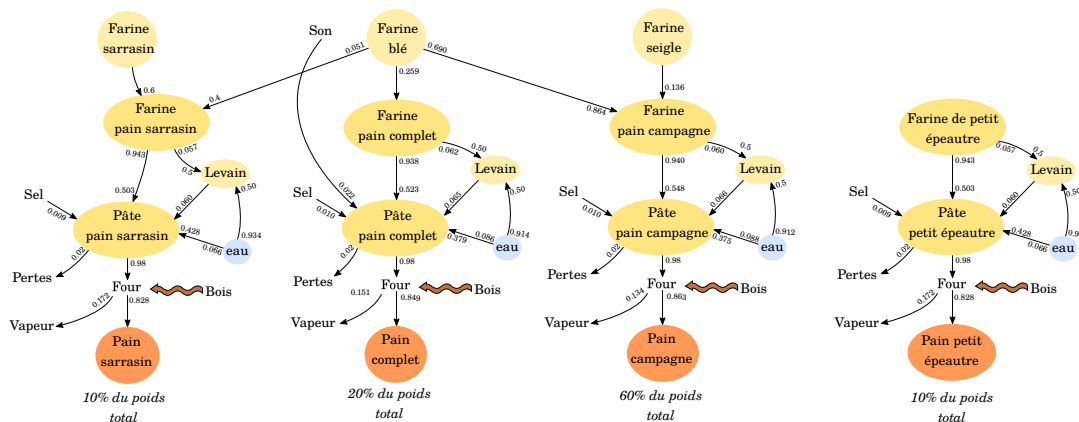 Farine
sarrasin
0.6
Farine
pain sarrasin
0.943
0.057
0.5
Levain
0.503
0.060
0.50
Sel
0.009
Pâte
pain sarrasin
0.428
0.066
0.934
eau
0.02
Pertes
0.98
Four
Bois
0.172
0.828
Vapeur
Pain
sarrasin
10% du poids
total
Son
Farine
blé
0.051
0.690
0.4
0.259
0.864
Farine
pain complet
0.50
0.062
0.938
Levain
0.022
0.523
0.065
0.50
Sel
0.010
Pâte
pain complet
0.379
0.086
0.914
eau
0.02
Pertes
0.98
Four
Bois
0.151
0.849
Vapeur
Pain
complet
20% du poids
total
Farine
seigle
0.136
Farine
pain campagne
0.5
0.060
0.940
Levain
0.548
0.066
0.5
Sel
0.010
Pâte
pain campagne
0.375
0.088
0.912
eau
0.02
Pertes
0.98
Four
Bois
0.134
0.863
Vapeur
Pain
campagne
60% du poids
total
Farine de petit
épeautre
0.5
0.057
0.943
Levain
0.503
0.060
0.50
Sel
0.009
Pâte
petit épeautre
0.428
0.066
eau
0.02
Pertes
0.98
Four
Bois
0.172
0.828
Vapeur
Pain petit
épeautre
10% du poids
total